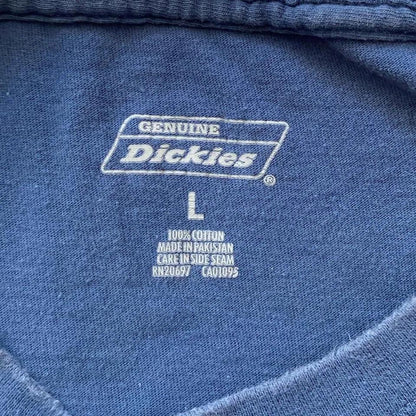 GENUINE
Dickies®
L
100% COTTON
MADE IN PAKISTAN
CARE IN SIDE SEAM
RN20697 CA01095